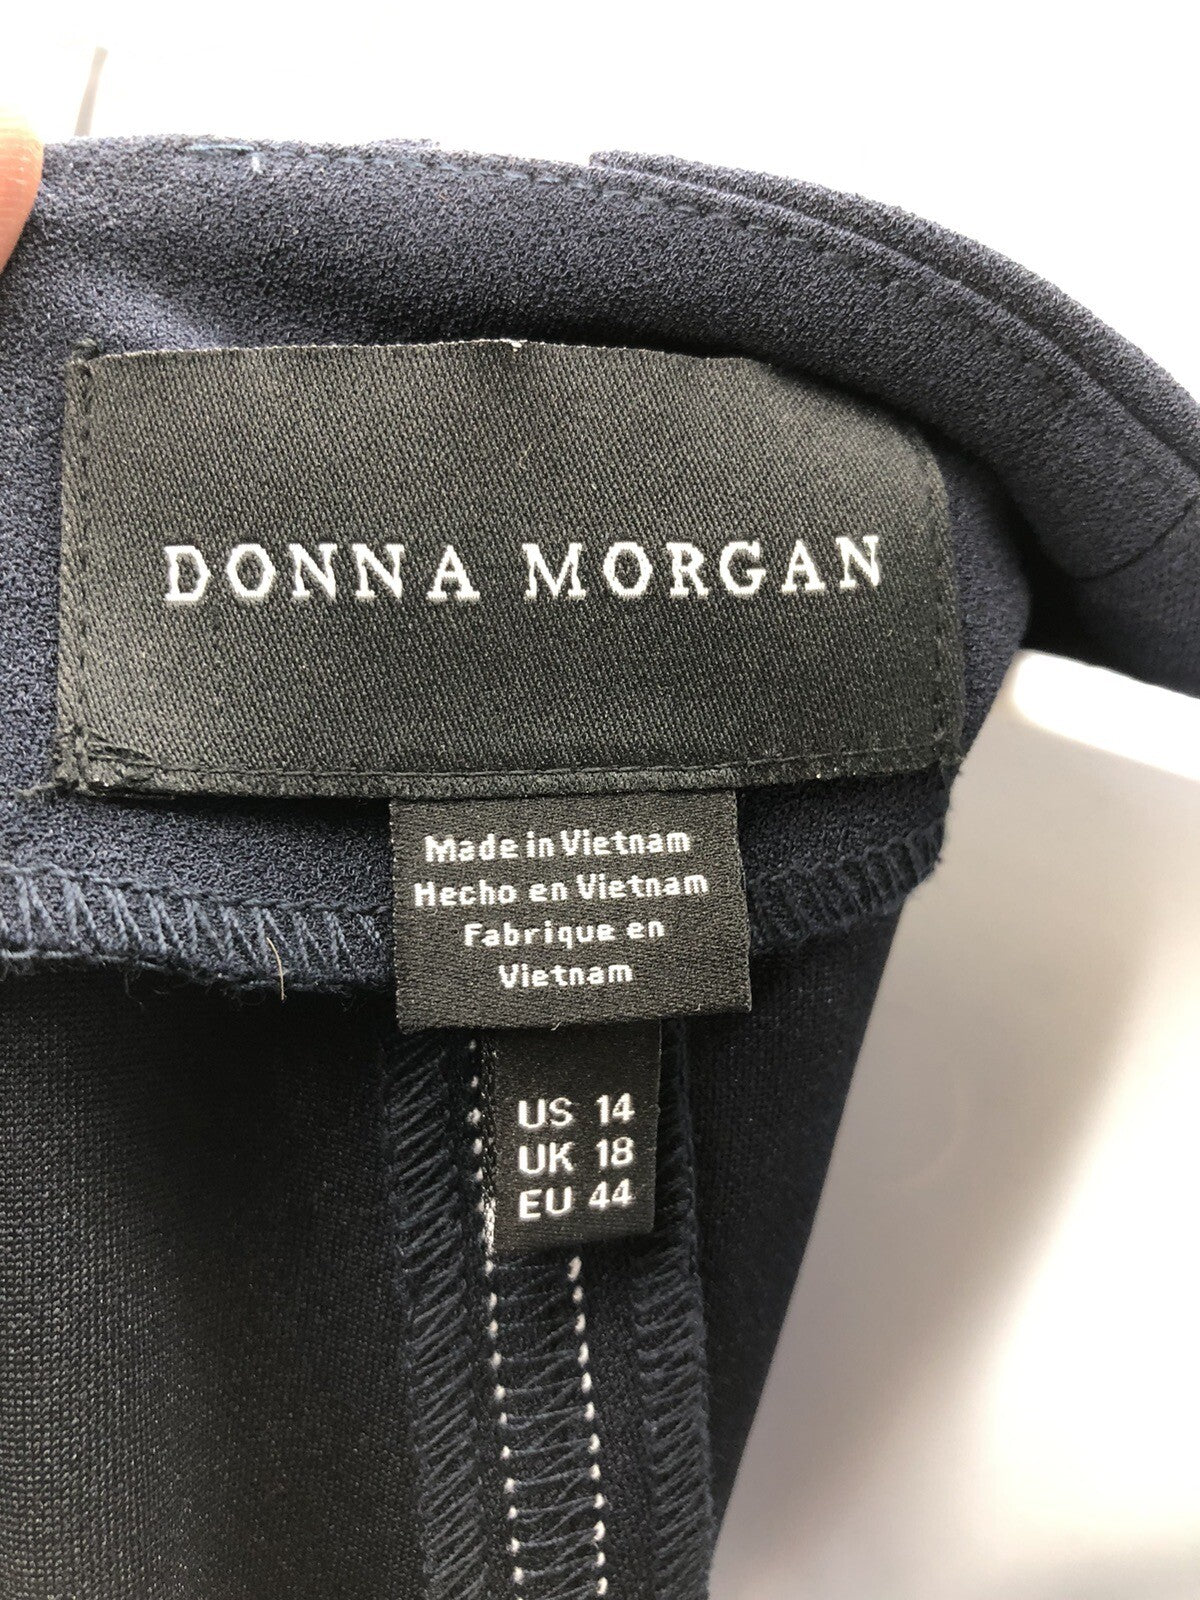 DONNA MORGAN
Made in Vietnam
Hecho en Vietnam
Fabrique en
Vietnam
US 14
UK 18
EU 44